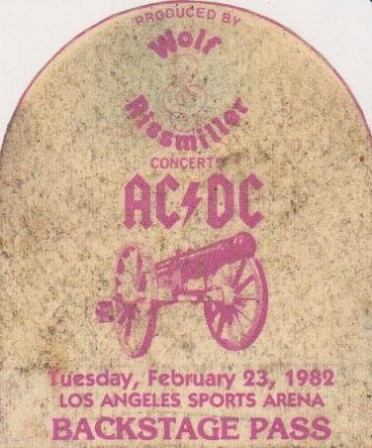 PRODUCED BY
Wolf
&
Rissmiller
CONCERTS
AC⚡DC
Tuesday, February 23, 1982
LOS ANGELES SPORTS ARENA
BACKSTAGE PASS